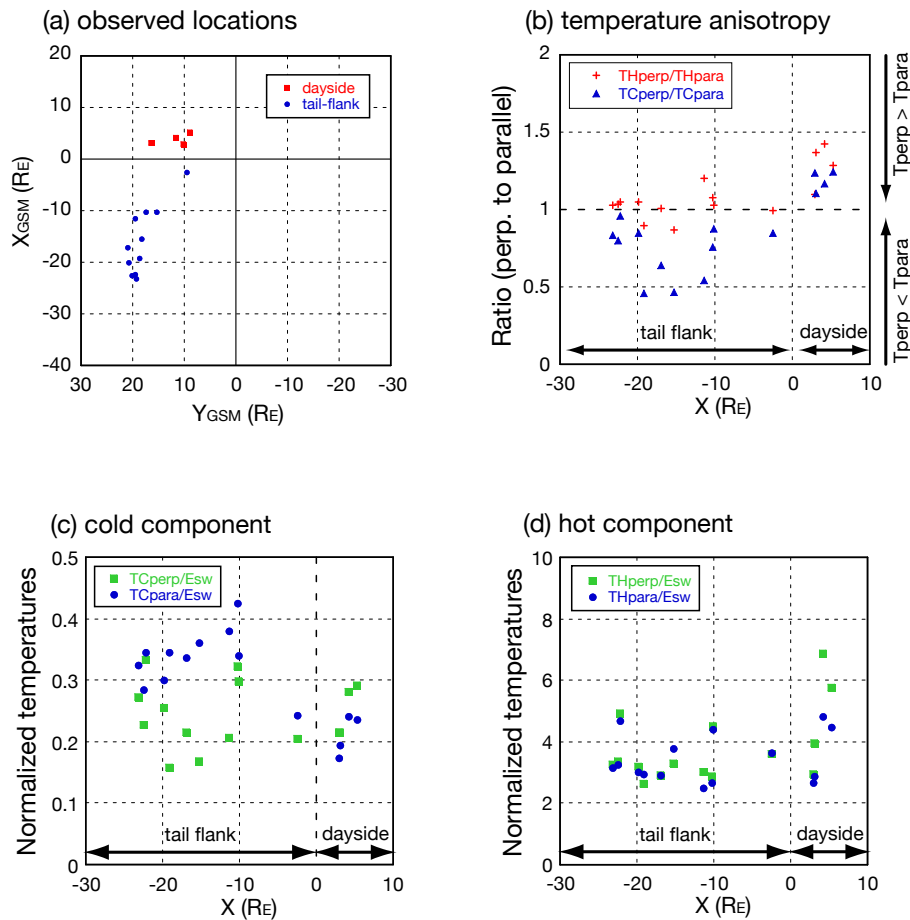 (a) observed locations
20
10
0
-10
-20
-30
-40
XGSM (RE)
dayside
tail-flank
30 20 10 0 -10 -20 -30
YGSM (RE)
(b) temperature anisotropy
2
1.5
1
0.5
0
Ratio (perp. to parallel)
THperp/THpara
TCperp/TCpara
tail flank
dayside
-30 -20 -10 0 10
X (RE)
Tperp > Tpara
Tperp < Tpara
(c) cold component
0.5
0.4
0.3
0.2
0.1
0
Normalized temperatures
TCperp/Esw
TCpara/Esw
tail flank
dayside
-30 -20 -10 0 10
X (RE)
(d) hot component
10
8
6
4
2
0
Normalized temperatures
THperp/Esw
THpara/Esw
tail flank
dayside
-30 -20 -10 0 10
X (RE)